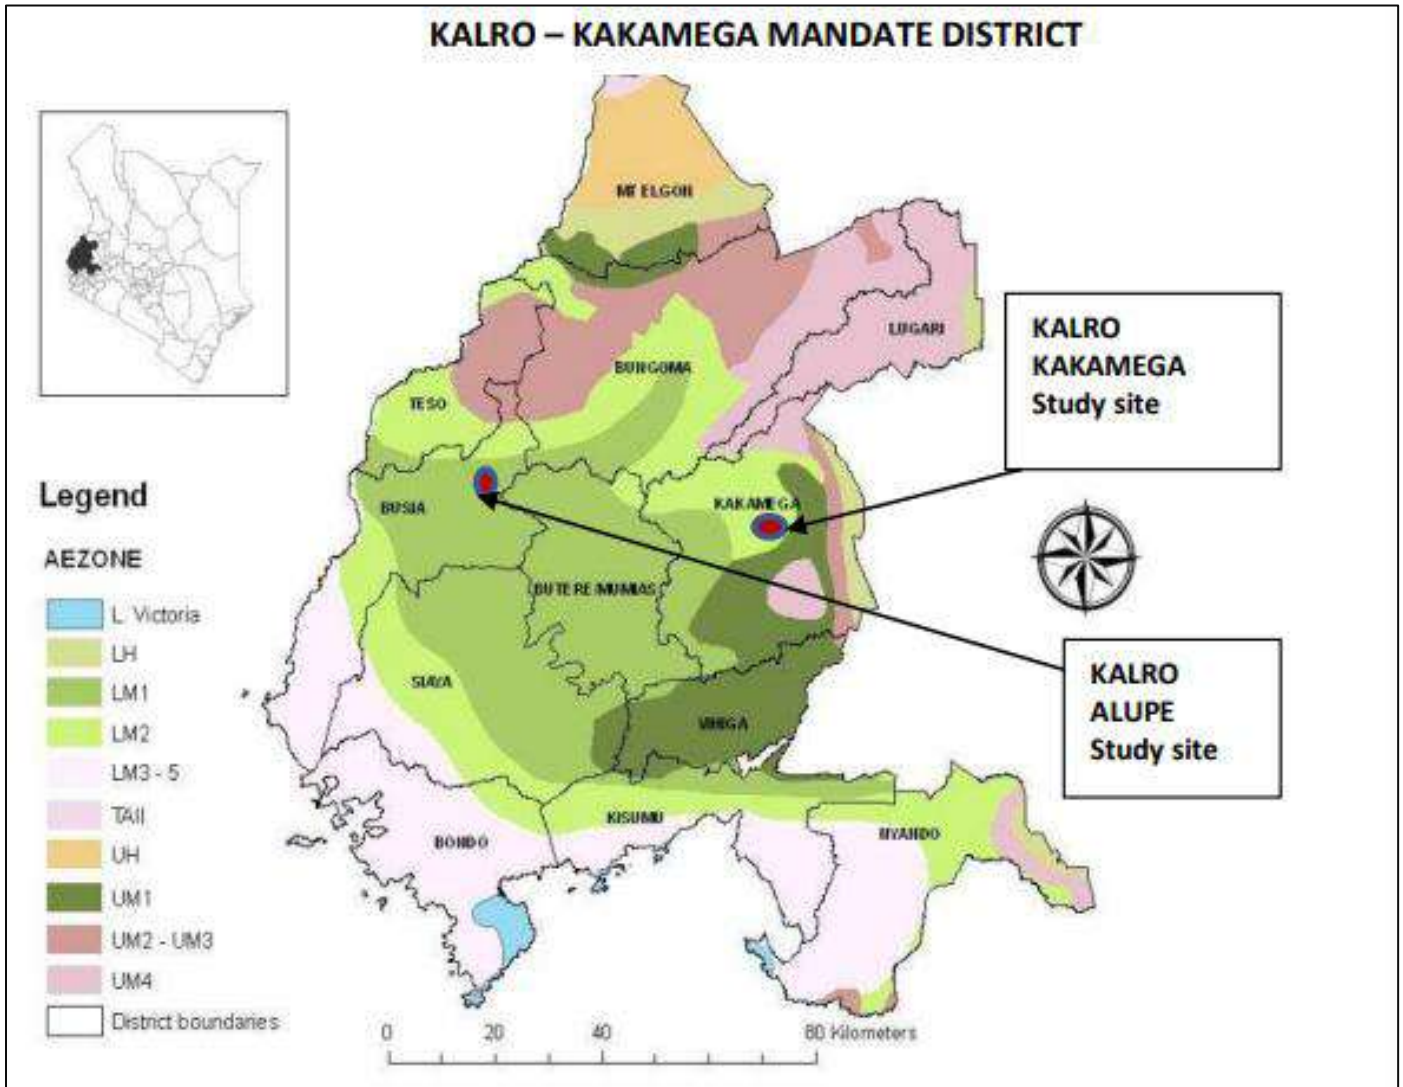 KALRO – KAKAMEGA MANDATE DISTRICT
MT ELGON
LUGARI
BUNGOMA
TESO
KALRO
KAKAMEGA
Study site
Legend
AEZONE
KAKAMEGA
BUSIA
BUTERE/MUMIAS
L. Victoria
LH
LM1
LM2
LM3 - 5
TAII
UH
UM1
UM2 - UM3
UM4
District boundaries
SIAYA
VIHIGA
KALRO
ALUPE
Study site
KISUMU
NYANDO
BONDO
0 20 40 80 Kilometers